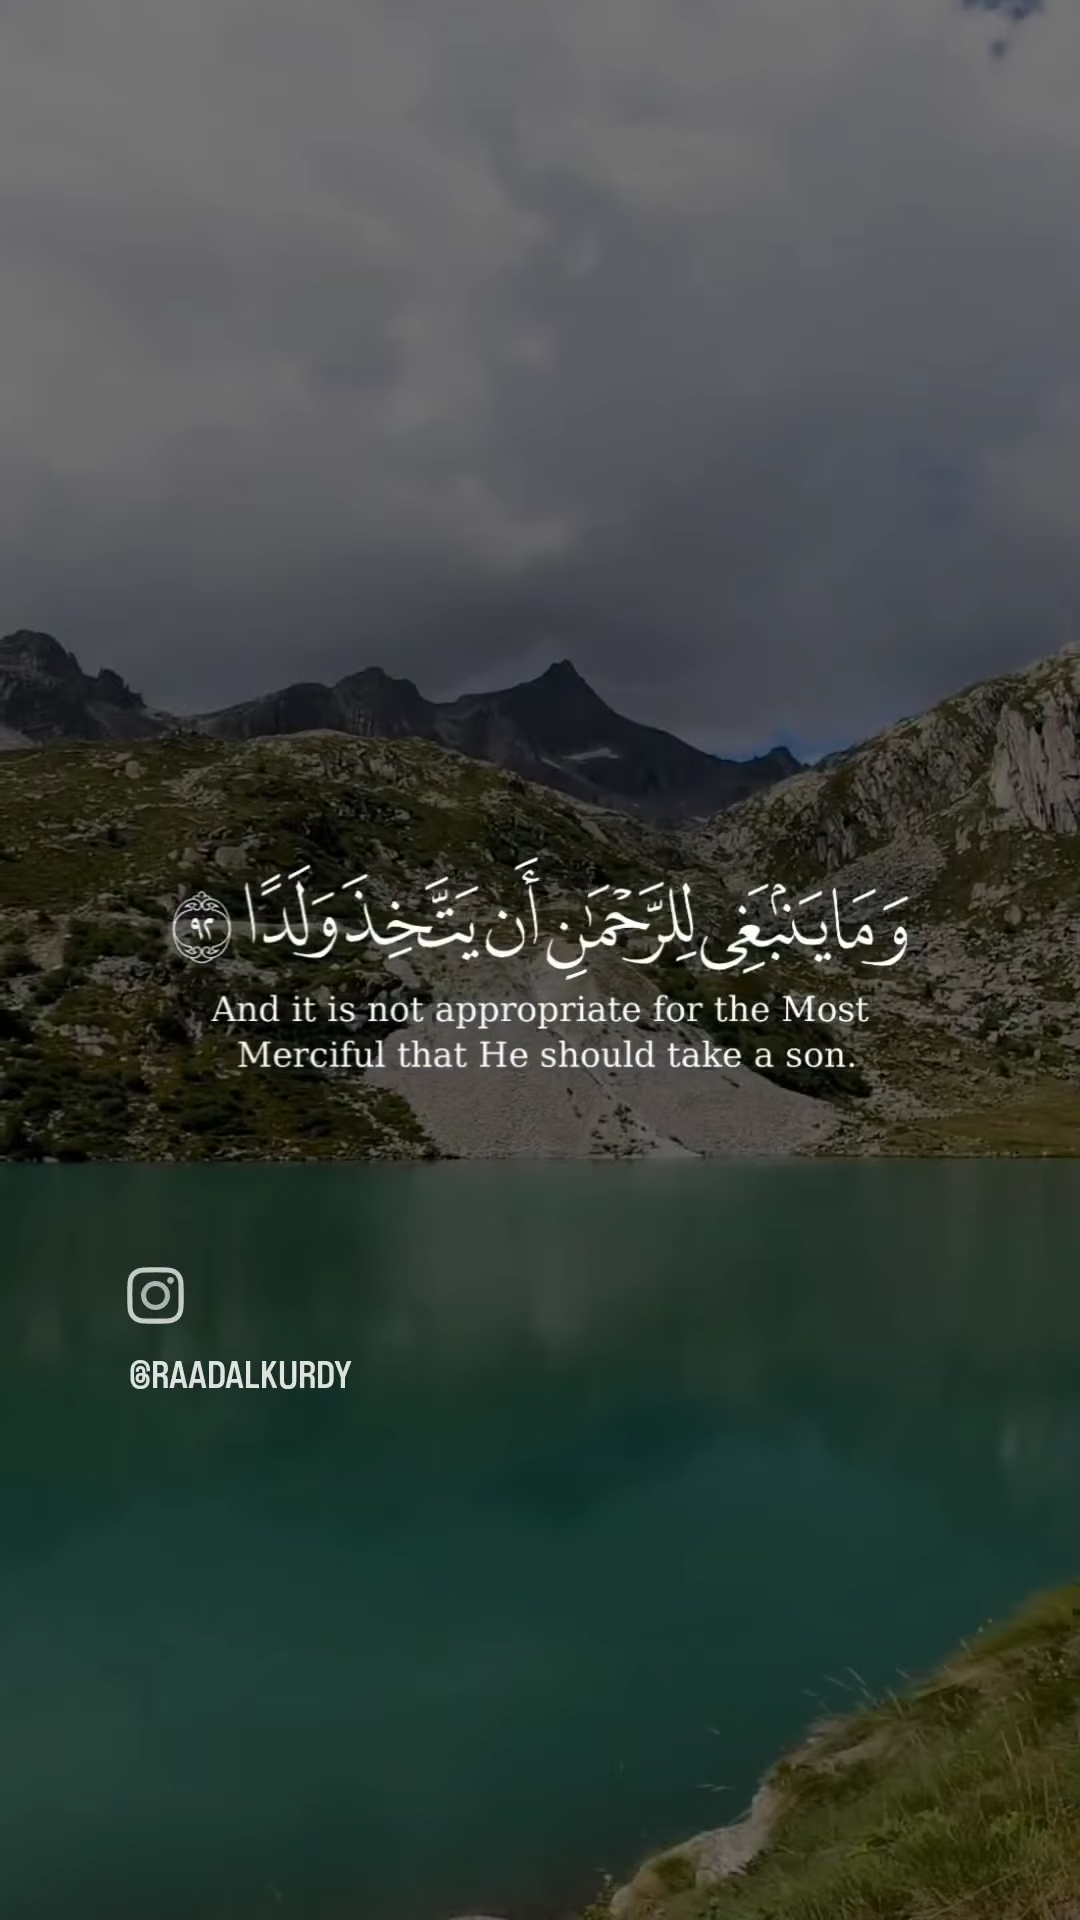 وَمَا يَنۢبَغِى لِلرَّحْمَـٰنِ أَن يَتَّخِذَ وَلَدًا ٩٢
And it is not appropriate for the Most
Merciful that He should take a son.
@RAADALKURDY